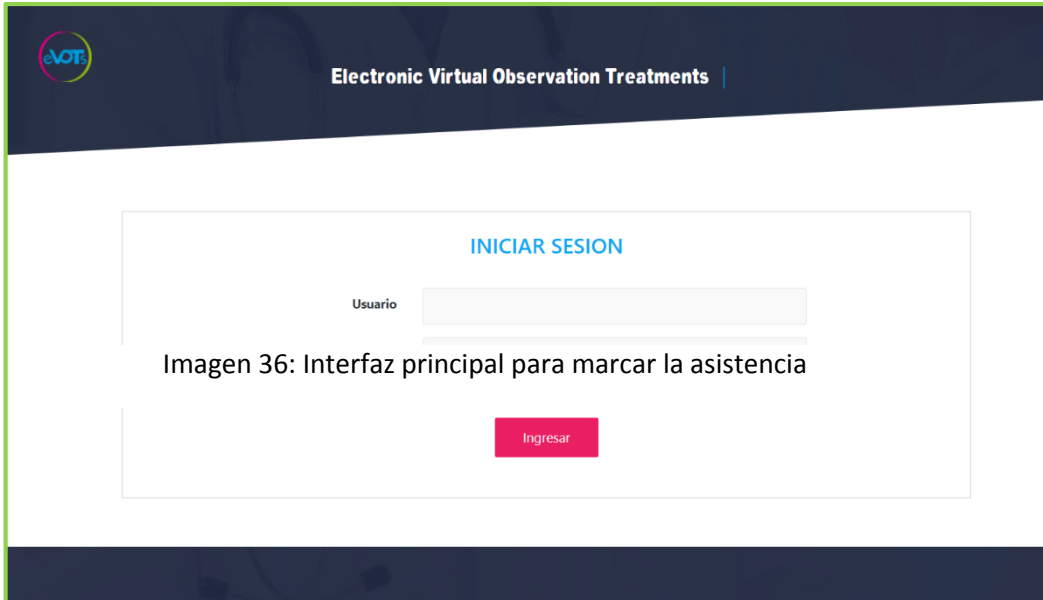 eVOTs
Electronic Virtual Observation Treatments
INICIAR SESION
Usuario
Imagen 36: Interfaz principal para marcar la asistencia
Ingresar